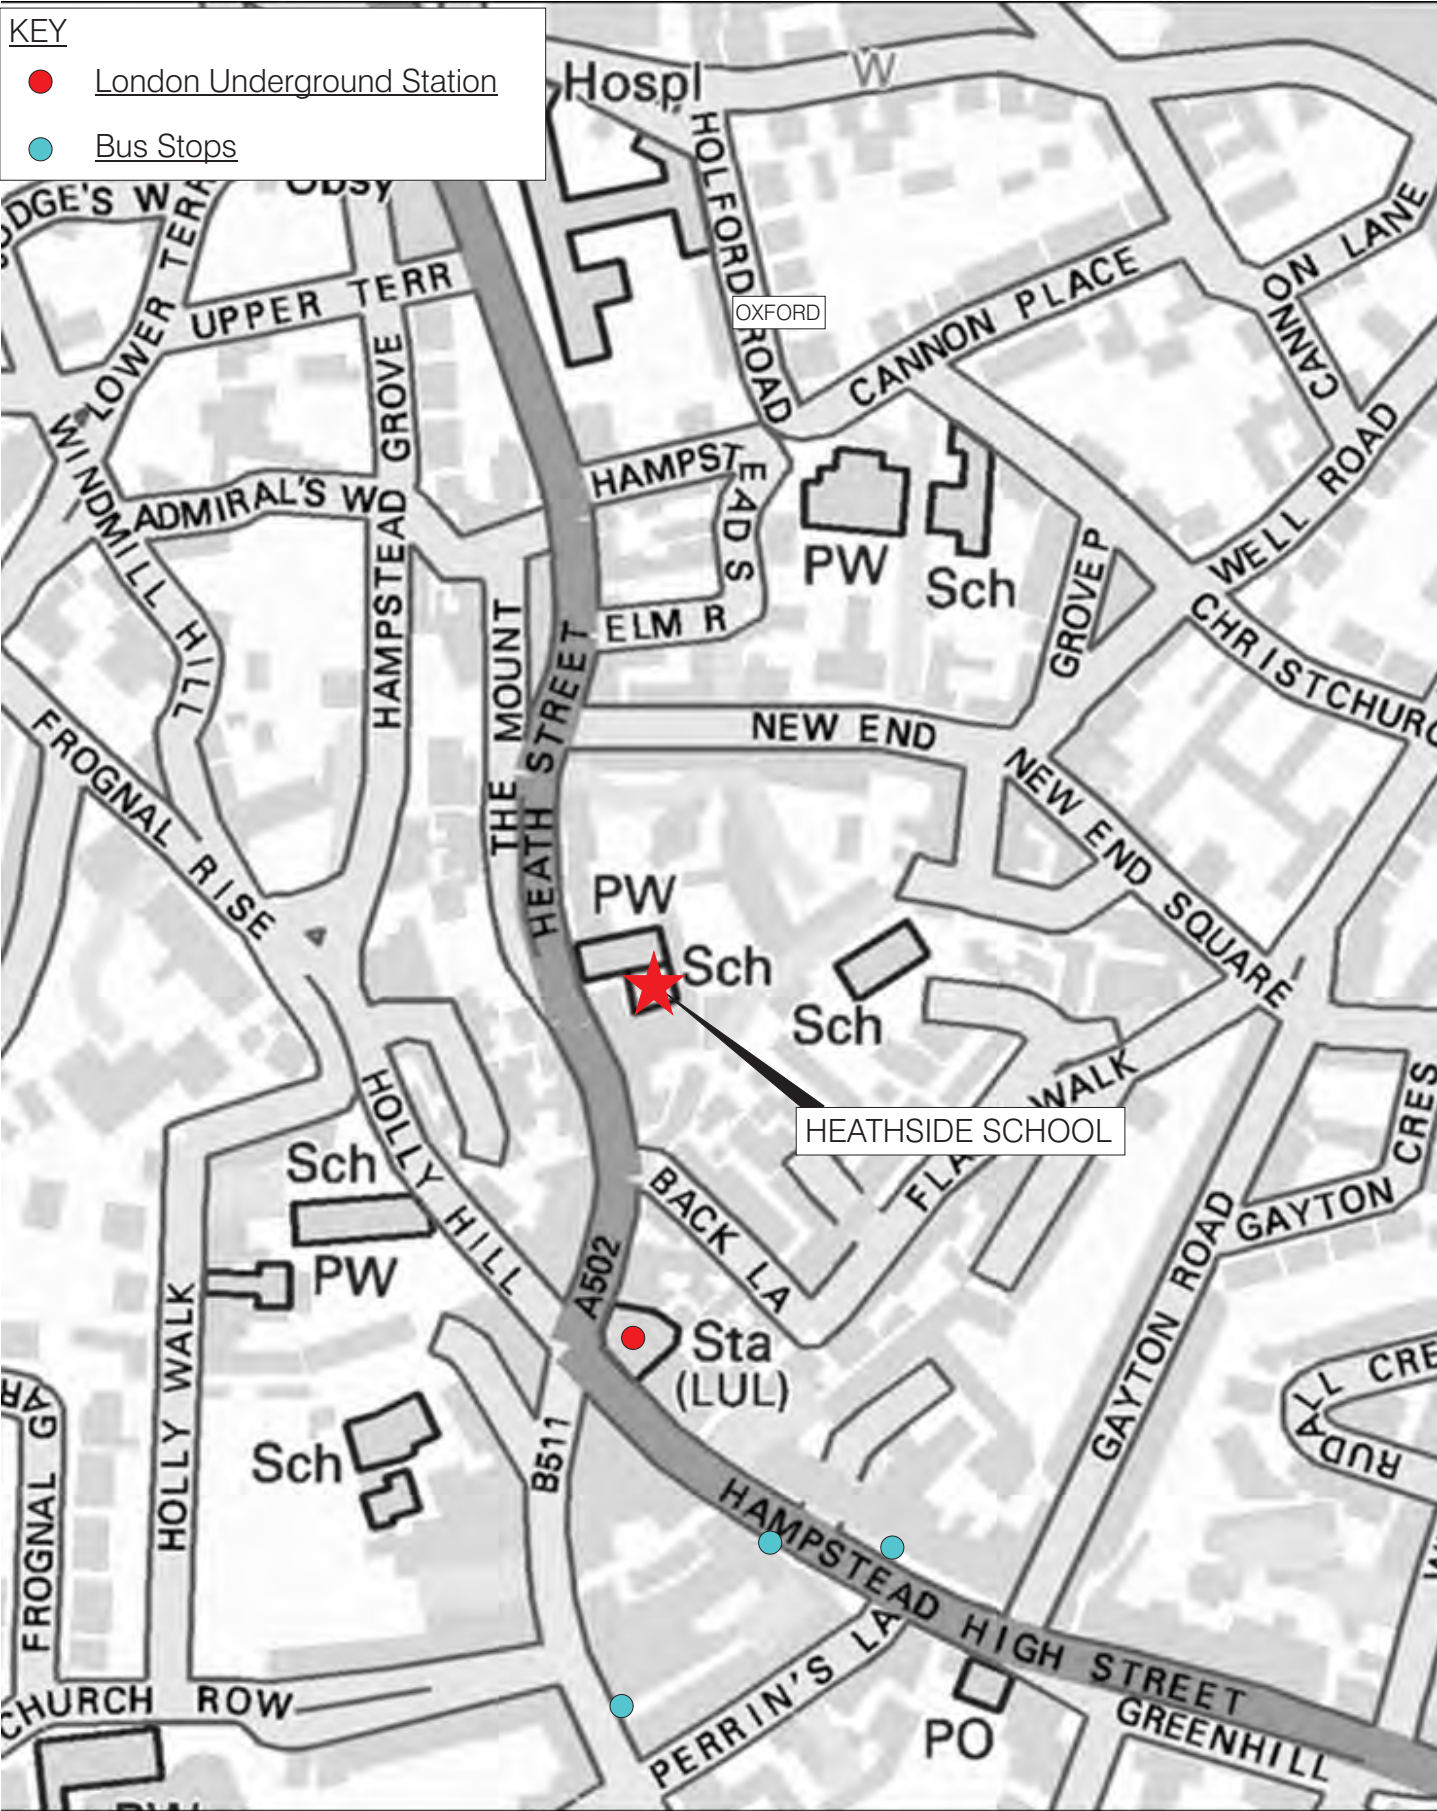 KEY
London Underground Station
Bus Stops
Hospl
W
HOLFORD ROAD
OXFORD
Obsy
LOWER TERR
UPPER TERR
HAMPSTEAD GROVE
ADMIRAL'S W
WINDMILL HILL
CANNON PLACE
CANNON LANE
WELL ROAD
HAMPSTEADS
ELM R
PW
Sch
GROVE P
CHRISTCHURC
NEW END
NEW END SQUARE
THE MOUNT
HEATH STREET
FROGNAL RISE
PW
Sch
Sch
HEATHSIDE SCHOOL
WALK
HOLLY HILL
Sch
PW
HOLLY WALK
BACK LA
A502
Sta
(LUL)
GAYTON ROAD
GAYTON CRES
RUDALL CRE
Sch
B511
FROGNAL GAR
HAMPSTEAD HIGH STREET
PERRIN'S LA
PO
GREENHILL
CHURCH ROW